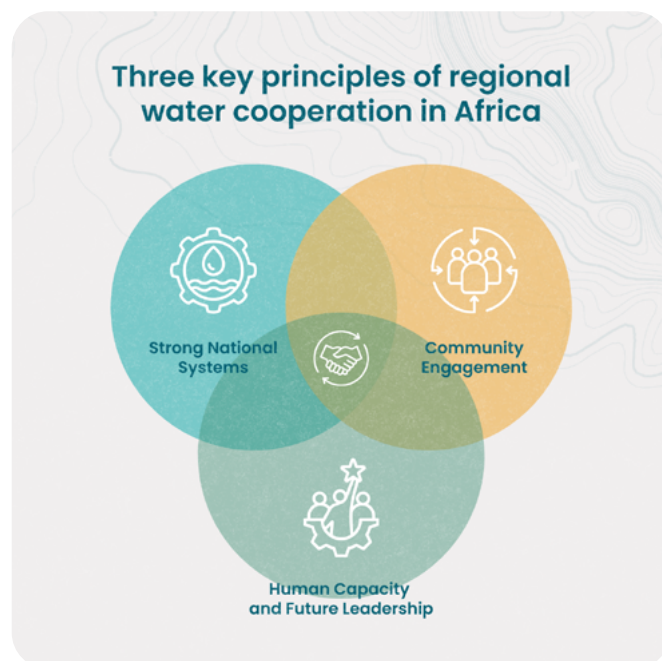 Three key principles of regional
water cooperation in Africa
Strong National
Systems
Community
Engagement
Human Capacity
and Future Leadership